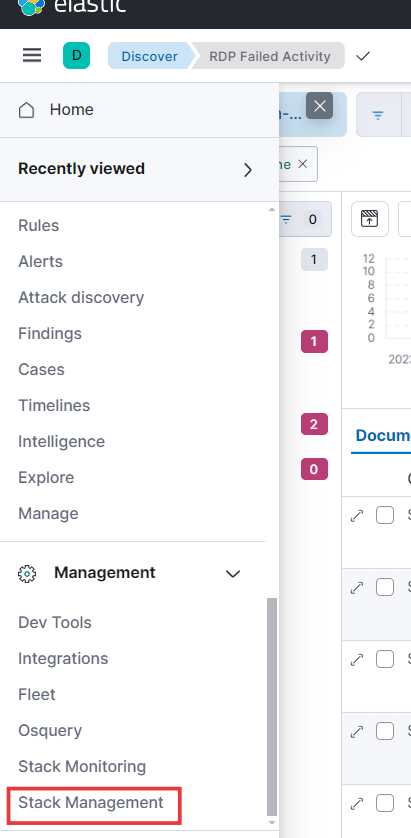 elastic
D Discover RDP Failed Activity
Home
Recently viewed
0
Rules
Alerts
1
Attack discovery
12
10
8
6
4
2
0
Findings
1
2023
Cases
Timelines
2
Docum
Intelligence
Explore
0
Manage
Management
Dev Tools
Integrations
Fleet
Osquery
Stack Monitoring
Stack Management